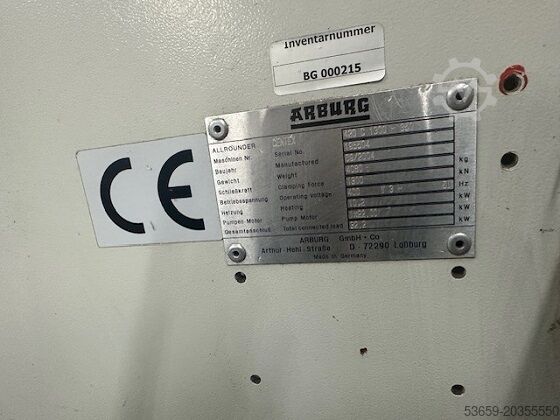 Inventarnummer
BG 000215
ARBURG
ALLROUNDER
Maschinen Nr. Serial No.
Baujahr Manufactured
Gewicht Weight kg
Schließkraft Clamping force kN
Betriebsspannung Operating voltage Hz
Heizung Heating kW
Pumpen-Motor Pump Motor kW
Gesamtanschluß Total connected load kW
ARBURG GmbH + Co
Arthur-Hehl-Straße D - 72290 Loßburg
Made in Germany
CE
53659-20355550